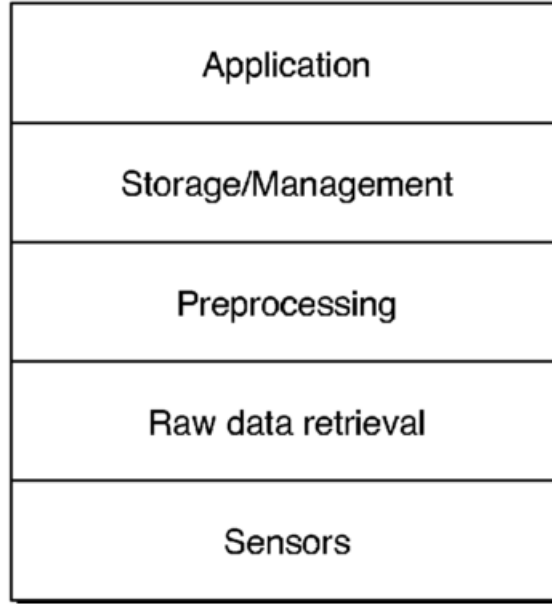 Application
Storage/Management
Preprocessing
Raw data retrieval
Sensors